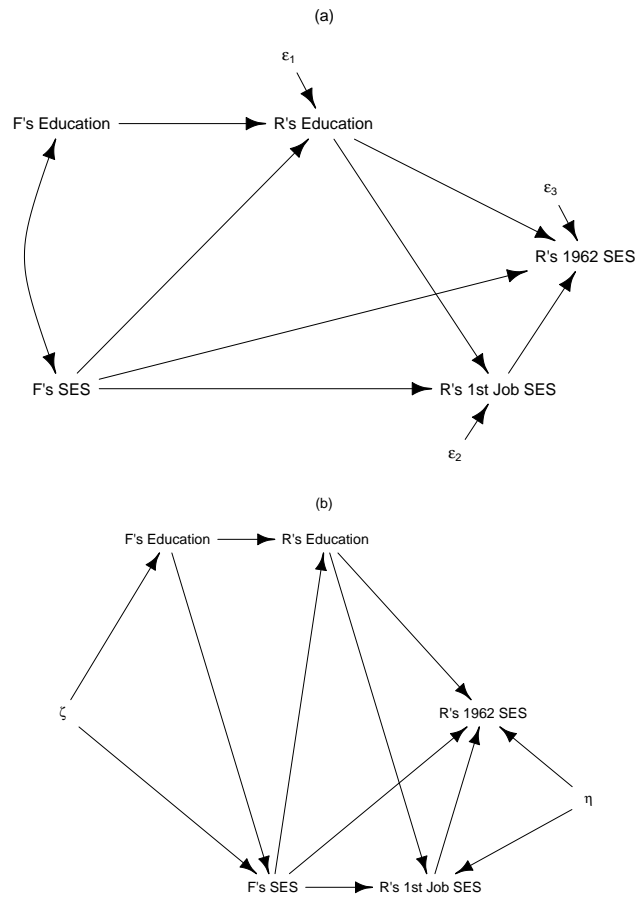 (a)
ε1
F's Education
R's Education
ε3
R's 1962 SES
F's SES
R's 1st Job SES
ε2
(b)
F's Education
R's Education
ζ
R's 1962 SES
η
F's SES
R's 1st Job SES